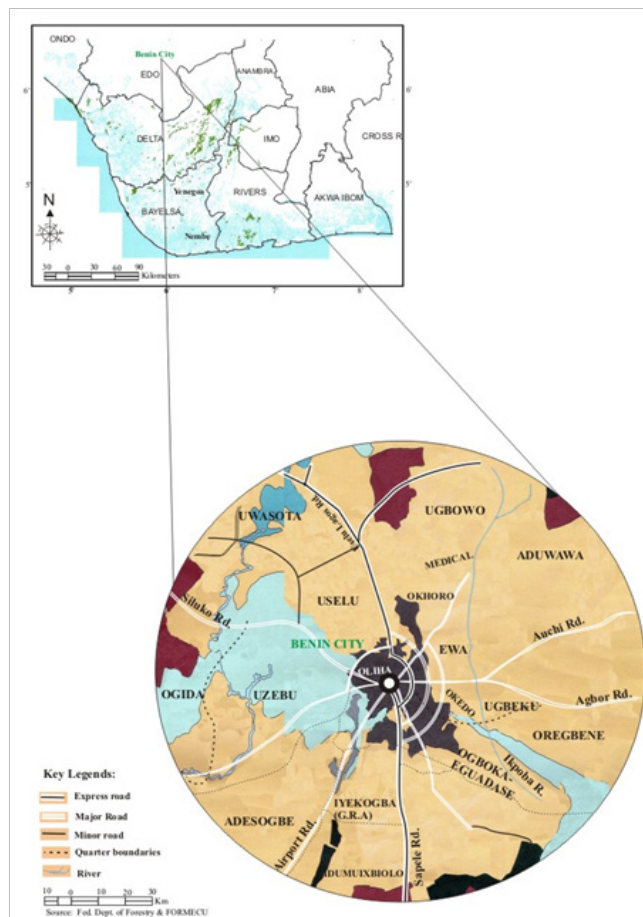 ONDO
Benin City
EDO
ANAMBRA
ABIA
6'
6'
DELTA
IMO
CROSS R
5'
5'
Yenegoa
RIVERS
BAYELSA
AKWA IBOM
N
Nembe
30 0 30 60 90
Kilometers
5'
6'
7'
8'
UWASOTA
UGBOWO
ADUWAWA
MEDICAL
OKHORO
USELU
Siluko Rd.
Auchi Rd.
BENIN CITY
EWA
OLIHA
OGIDA
UZEBU
OKEDO
UGBEKU
Agbor Rd.
OREGBENE
OGBOKA-
EGUADASE
Ikpoba R.
Key Legends:
Express road
Major Road
Minor road
Quarter boundaries
River
IYEKOGBA
(G.R.A)
ADESOGBE
Airport Rd.
IDUMUIXBIOLO
Sapele Rd.
10 0 10 20 30
Km
Source: Fed. Dept. of Forestry & FORMECU